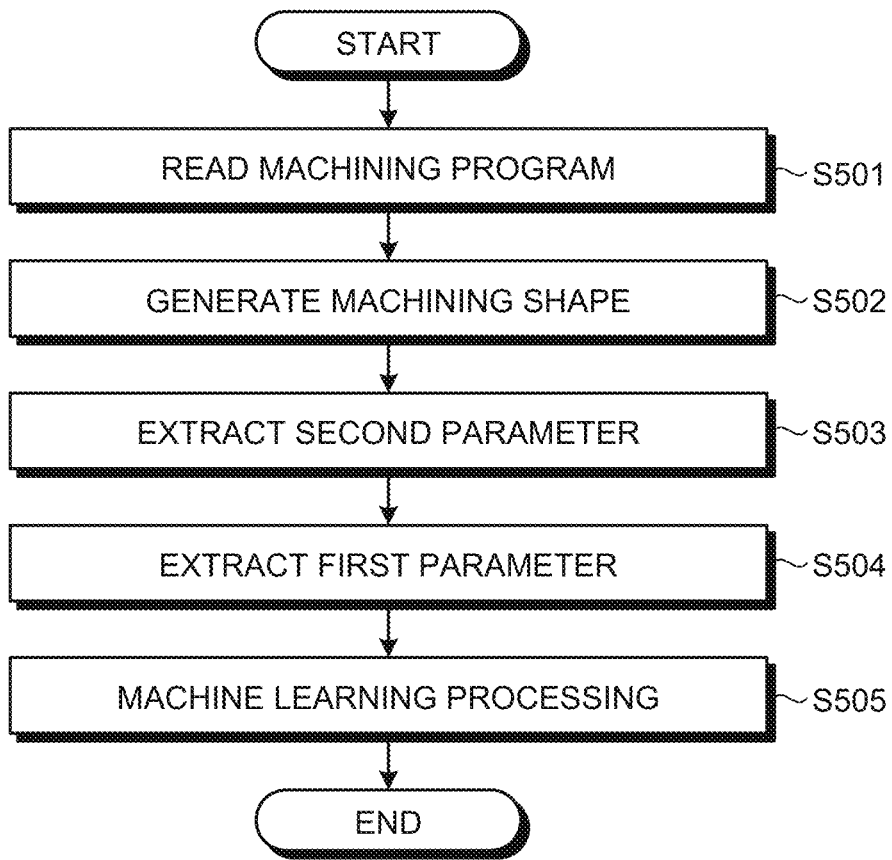 START
READ MACHINING PROGRAM
S501
GENERATE MACHINING SHAPE
S502
EXTRACT SECOND PARAMETER
S503
EXTRACT FIRST PARAMETER
S504
MACHINE LEARNING PROCESSING
S505
END